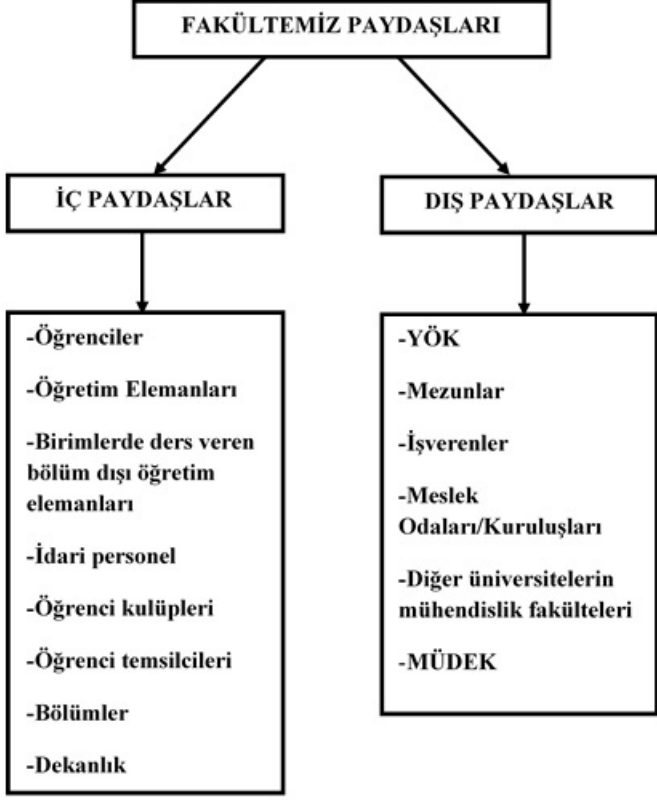 FAKÜLTEMİZ PAYDAŞLARI
İÇ PAYDAŞLAR
-Öğrenciler
-Öğretim Elemanları
-Birimlerde ders veren
bölüm dışı öğretim
elemanları
-İdari personel
-Öğrenci kulüpleri
-Öğrenci temsilcileri
-Bölümler
-Dekanlık
DIŞ PAYDAŞLAR
-YÖK
-Mezunlar
-İşverenler
-Meslek
Odaları/Kuruluşları
-Diğer üniversitelerin
mühendislik fakülteleri
-MÜDEK